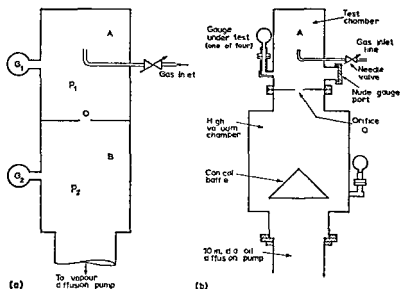 A
G1
P1
Gas inlet
O
B
G2
P2
To vapour
diffusion pump
(a)
Test
chamber
Gauge
under test
(one of four)
A
Gas inlet
line
Needle
valve
Nude gauge
port
Orifice
O
High
vacuum
chamber
Conical
baffle
10 in. i.d. oil
diffusion pump
(b)